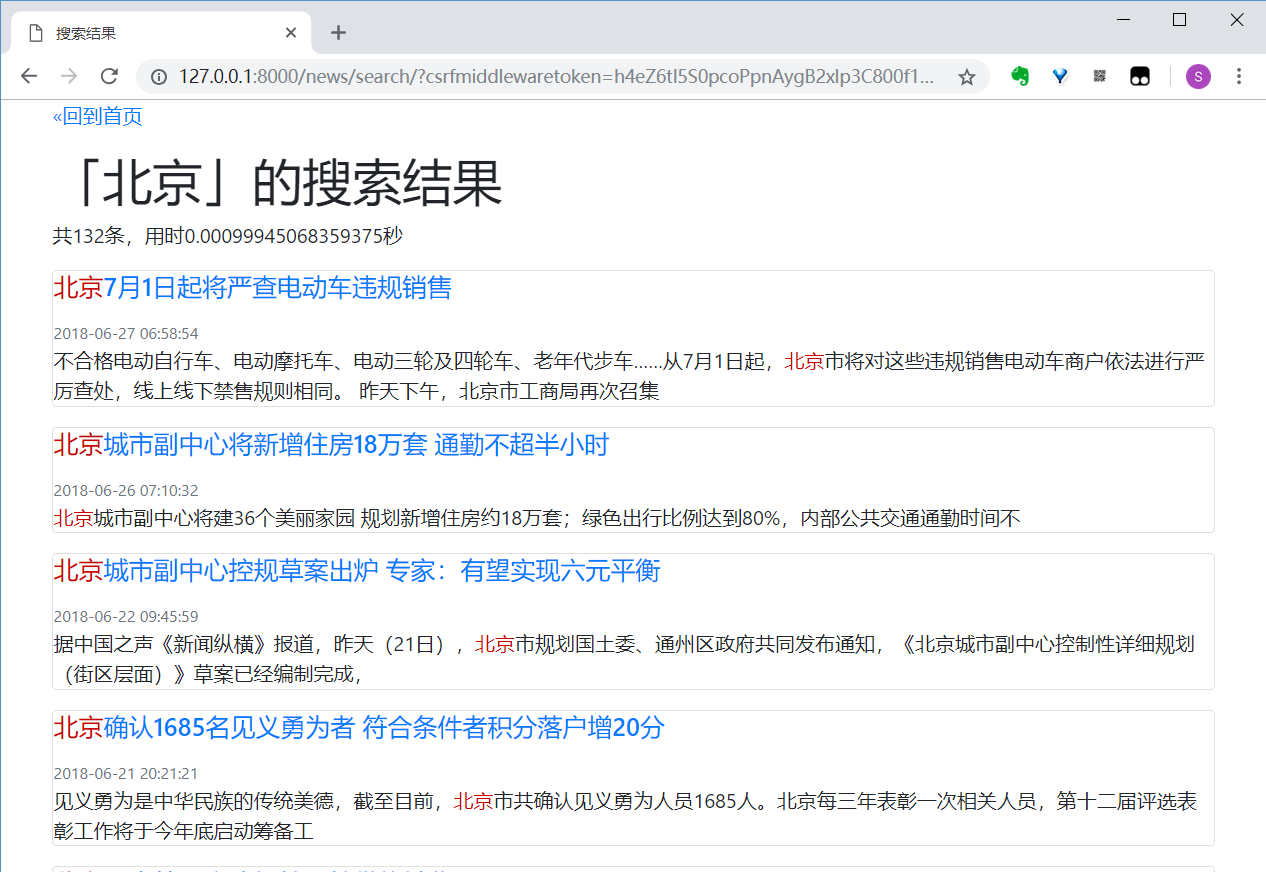 搜索结果
127.0.0.1:8000/news/search/?csrfmiddlewaretoken=h4eZ6tI5S0pcoPpnAygB2xlp3C800f1...
S
«回到首页
「北京」的搜索结果
共132条，用时0.00099945068359375秒
北京7月1日起将严查电动车违规销售
2018-06-27 06:58:54
不合格电动自行车、电动摩托车、电动三轮及四轮车、老年代步车……从7月1日起，北京市将对这些违规销售电动车商户依法进行严
厉查处，线上线下禁售规则相同。 昨天下午，北京市工商局再次召集
北京城市副中心将新增住房18万套 通勤不超半小时
2018-06-26 07:10:32
北京城市副中心将建36个美丽家园 规划新增住房约18万套；绿色出行比例达到80%，内部公共交通通勤时间不
北京城市副中心控规草案出炉 专家：有望实现六元平衡
2018-06-22 09:45:59
据中国之声《新闻纵横》报道，昨天（21日），北京市规划国土委、通州区政府共同发布通知，《北京城市副中心控制性详细规划
（街区层面）》草案已经编制完成，
北京确认1685名见义勇为者 符合条件者积分落户增20分
2018-06-21 20:21:21
见义勇为是中华民族的传统美德，截至目前，北京市共确认见义勇为人员1685人。北京每三年表彰一次相关人员，第十二届评选表
彰工作将于今年底启动筹备工